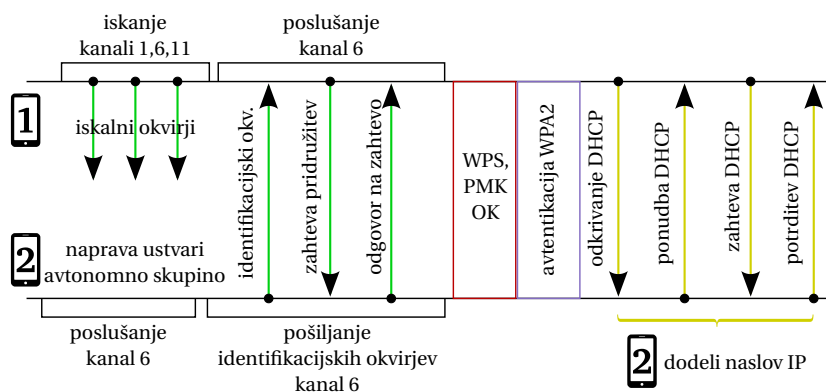 iskanje
kanali 1,6,11
poslušanje
kanal 6
1
iskalni okvirji
identifikacijski okv.
zahteva pridružitev
odgovor na zahtevo
WPS,
PMK
OK
avtentikacija WPA2
odkrivanje DHCP
ponudba DHCP
zahteva DHCP
potrditev DHCP
2
naprava ustvari
avtonomno skupino
poslušanje
kanal 6
pošiljanje
identifikacijskih okvirjev
kanal 6
2 dodeli naslov IP